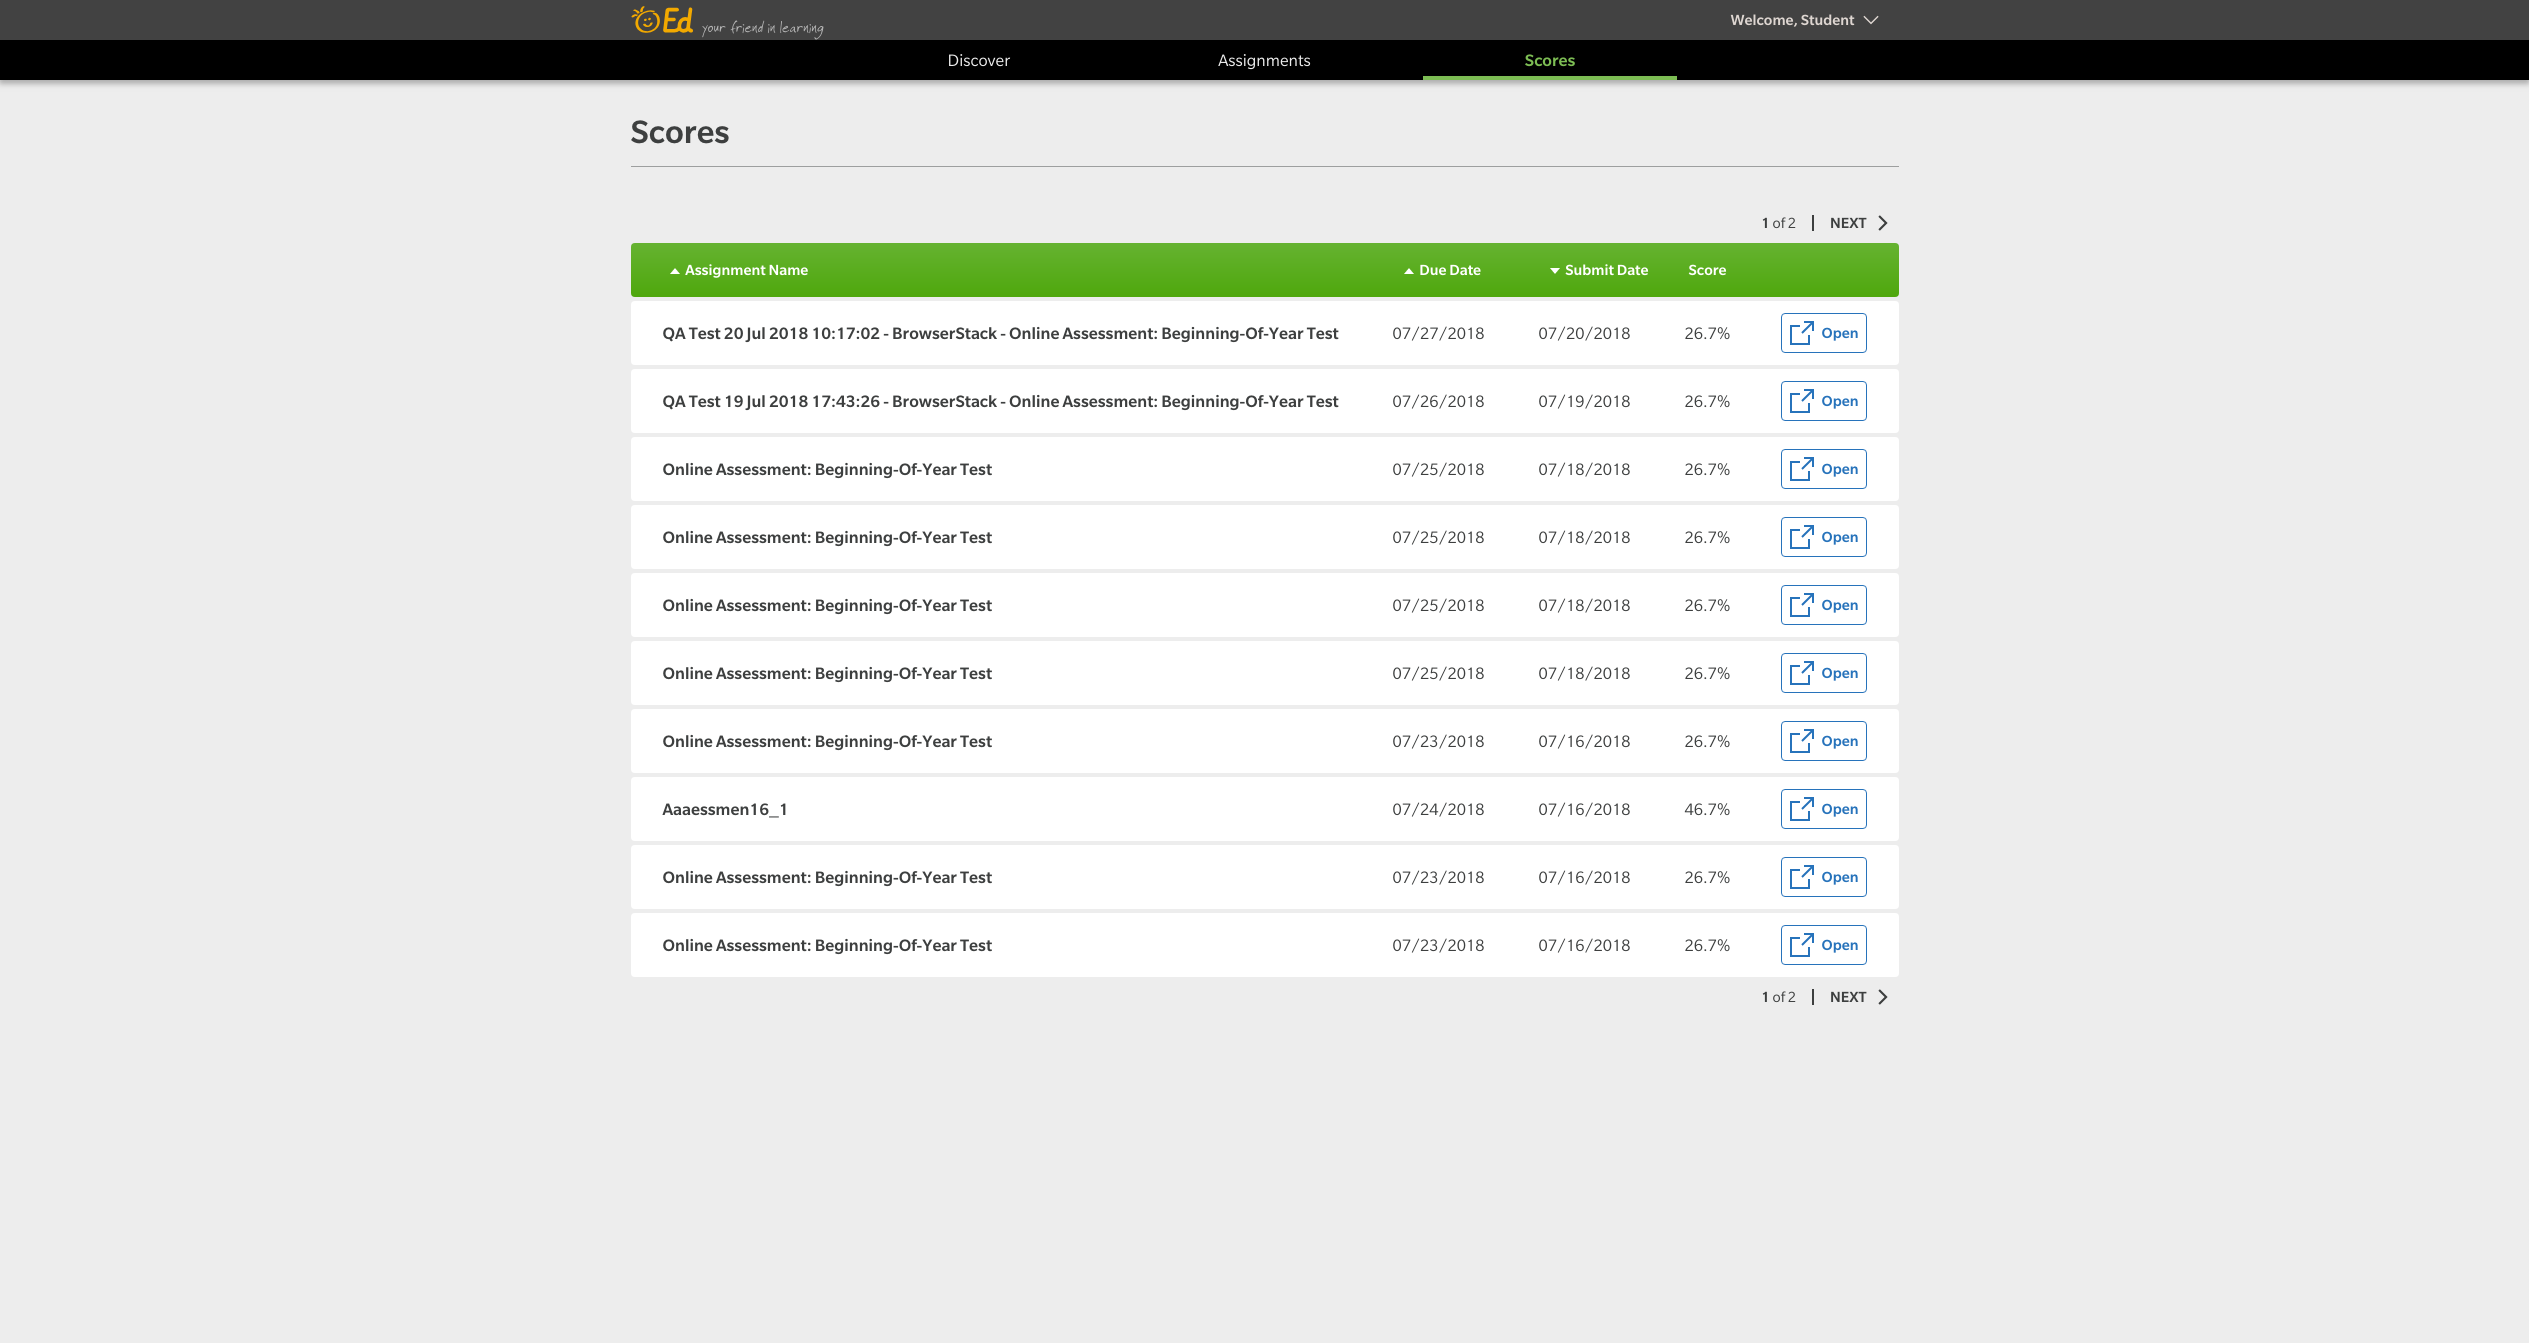 Ed your friend in learning
Welcome, Student
Discover Assignments Scores
Scores
1 of 2 | NEXT
Assignment Name Due Date Submit Date Score
QA Test 20 Jul 2018 10:17:02 - BrowserStack - Online Assessment: Beginning-Of-Year Test 07/27/2018 07/20/2018 26.7% Open
QA Test 19 Jul 2018 17:43:26 - BrowserStack - Online Assessment: Beginning-Of-Year Test 07/26/2018 07/19/2018 26.7% Open
Online Assessment: Beginning-Of-Year Test 07/25/2018 07/18/2018 26.7% Open
Online Assessment: Beginning-Of-Year Test 07/25/2018 07/18/2018 26.7% Open
Online Assessment: Beginning-Of-Year Test 07/25/2018 07/18/2018 26.7% Open
Online Assessment: Beginning-Of-Year Test 07/25/2018 07/18/2018 26.7% Open
Online Assessment: Beginning-Of-Year Test 07/23/2018 07/16/2018 26.7% Open
Aaaessmen16_1 07/24/2018 07/16/2018 46.7% Open
Online Assessment: Beginning-Of-Year Test 07/23/2018 07/16/2018 26.7% Open
Online Assessment: Beginning-Of-Year Test 07/23/2018 07/16/2018 26.7% Open
1 of 2 | NEXT